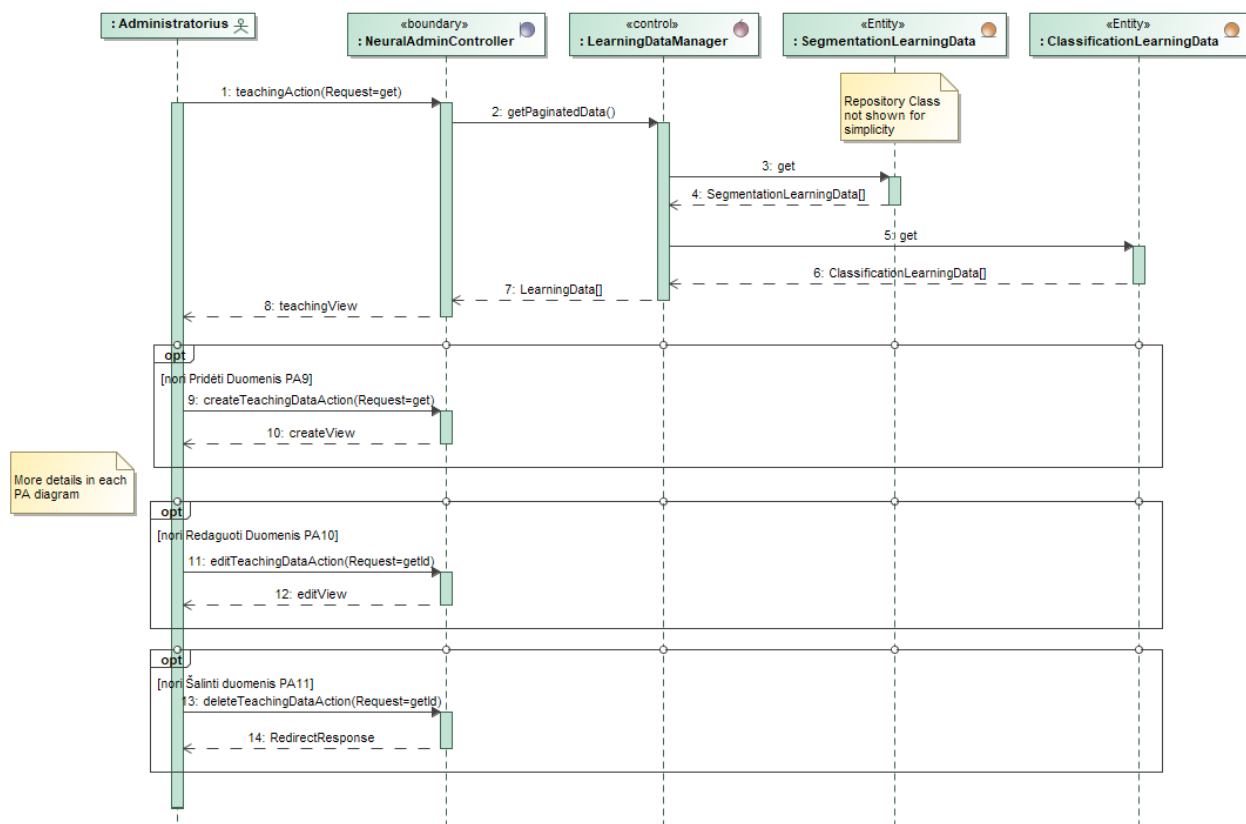 : Administratorius
«boundary»
: NeuralAdminController
«control»
: LearningDataManager
«Entity»
: SegmentationLearningData
«Entity»
: ClassificationLearningData
Repository Class
not shown for
simplicity
1: teachingAction(Request=get)
2: getPaginatedData()
3: get
4: SegmentationLearningData[]
5: get
6: ClassificationLearningData[]
7: LearningData[]
8: teachingView
opt
[nori Pridėti Duomenis PA9]
9: createTeachingDataAction(Request=get)
10: createView
More details in each
PA diagram
opt
[nori Redaguoti Duomenis PA10]
11: editTeachingDataAction(Request=getId)
12: editView
opt
[nori Šalinti duomenis PA11]
13: deleteTeachingDataAction(Request=getId)
14: RedirectResponse